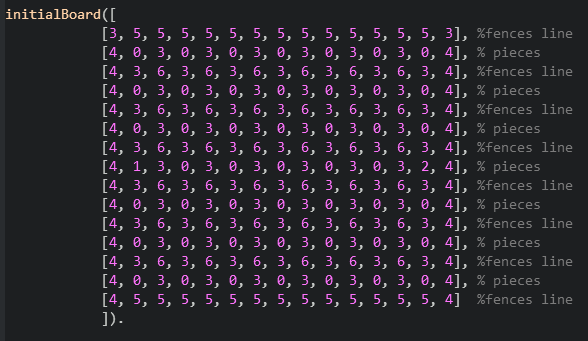 initialBoard([
[3, 5, 5, 5, 5, 5, 5, 5, 5, 5, 5, 5, 5, 5, 3], %fences line
[4, 0, 3, 0, 3, 0, 3, 0, 3, 0, 3, 0, 3, 0, 4], % pieces
[4, 3, 6, 3, 6, 3, 6, 3, 6, 3, 6, 3, 6, 3, 4], %fences line
[4, 0, 3, 0, 3, 0, 3, 0, 3, 0, 3, 0, 3, 0, 4], % pieces
[4, 3, 6, 3, 6, 3, 6, 3, 6, 3, 6, 3, 6, 3, 4], %fences line
[4, 0, 3, 0, 3, 0, 3, 0, 3, 0, 3, 0, 3, 0, 4], % pieces
[4, 3, 6, 3, 6, 3, 6, 3, 6, 3, 6, 3, 6, 3, 4], %fences line
[4, 1, 3, 0, 3, 0, 3, 0, 3, 0, 3, 0, 3, 2, 4], % pieces
[4, 3, 6, 3, 6, 3, 6, 3, 6, 3, 6, 3, 6, 3, 4], %fences line
[4, 0, 3, 0, 3, 0, 3, 0, 3, 0, 3, 0, 3, 0, 4], % pieces
[4, 3, 6, 3, 6, 3, 6, 3, 6, 3, 6, 3, 6, 3, 4], %fences line
[4, 0, 3, 0, 3, 0, 3, 0, 3, 0, 3, 0, 3, 0, 4], % pieces
[4, 3, 6, 3, 6, 3, 6, 3, 6, 3, 6, 3, 6, 3, 4], %fences line
[4, 0, 3, 0, 3, 0, 3, 0, 3, 0, 3, 0, 3, 0, 4], % pieces
[4, 5, 5, 5, 5, 5, 5, 5, 5, 5, 5, 5, 5, 5, 4] %fences line
]).